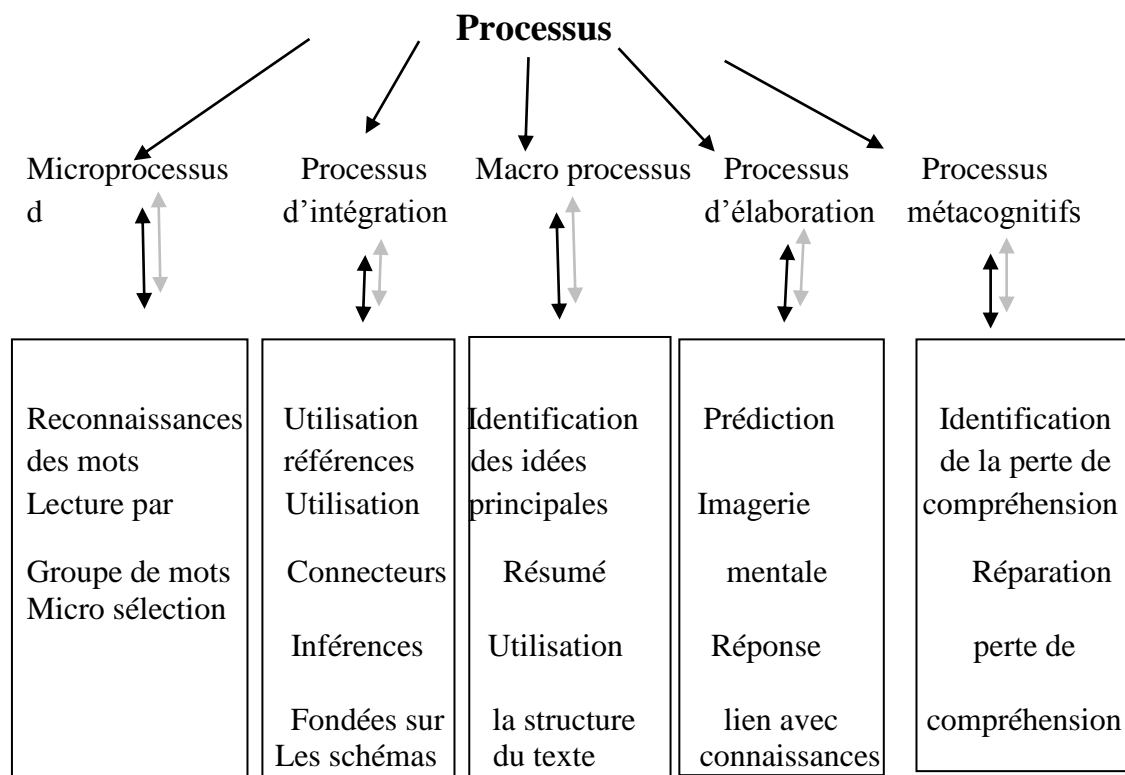 Processus
Microprocessus
d
Processus
d’intégration
Macro processus
Processus
d’élaboration
Processus
métacognitifs
Reconnaissances
des mots
Lecture par
Groupe de mots
Micro sélection
Utilisation
références
Utilisation
Connecteurs
Inférences
Fondées sur
Les schémas
Identification
des idées
principales
Résumé
Utilisation
la structure
du texte
Prédiction
Imagerie
mentale
Réponse
lien avec
connaissances
Identification
de la perte de
compréhension
Réparation
perte de
compréhension